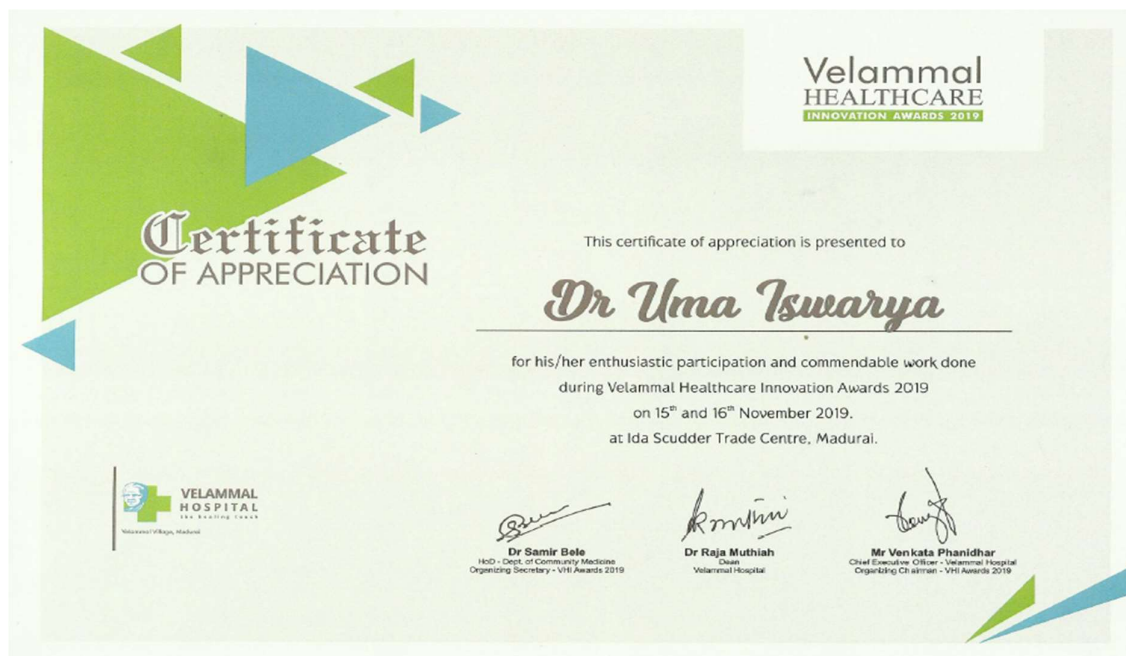 Velammal
HEALTHCARE
INNOVATION AWARDS 2019
Certificate
OF APPRECIATION
This certificate of appreciation is presented to
Dr Uma Iswarya
for his/her enthusiastic participation and commendable work done
during Velammal Healthcare Innovation Awards 2019
on 15th and 16th November 2019.
at Ida Scudder Trade Centre, Madurai.
VELAMMAL
HOSPITAL
the healing touch
Velammal Village, Madurai
Dr Samir Bele
HoD - Dept. of Community Medicine
Organizing Secretary - VHI Awards 2019
Dr Raja Muthiah
Dean
Velammal Hospital
Mr Venkata Phanidhar
Chief Executive Officer - Velammal Hospital
Organizing Chairman - VHI Awards 2019